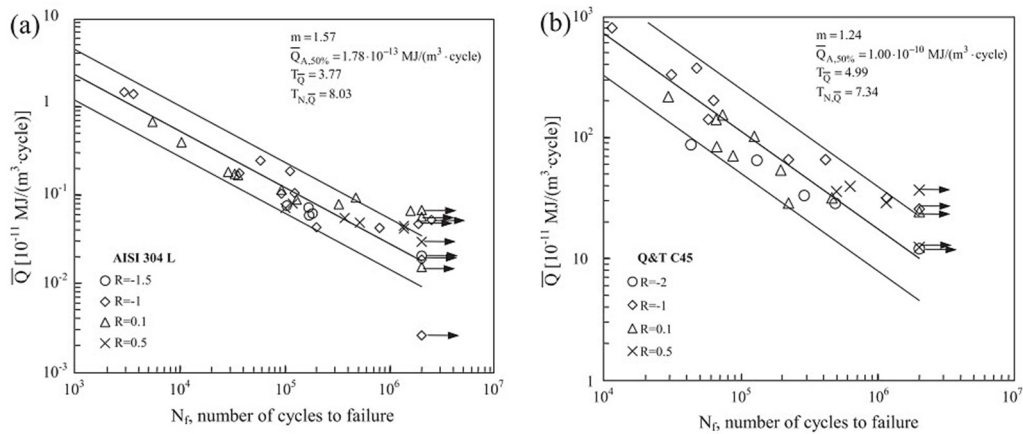 (a)
10
1
10⁻¹
10⁻²
10⁻³
Q̅ [10⁻¹¹ MJ/(m³·cycle)]
m = 1.57
Q̅A,50% = 1.78·10⁻¹³ MJ/(m³·cycle)
TQ̅ = 3.77
TN,Q̅ = 8.03
AISI 304 L
R=-1.5
R=-1
R=0.1
R=0.5
10³ 10⁴ 10⁵ 10⁶ 10⁷
Nf, number of cycles to failure
(b)
10³
10²
10
1
Q̅ [10⁻¹¹ MJ/(m³·cycle)]
m = 1.24
Q̅A,50% = 1.00·10⁻¹⁰ MJ/(m³·cycle)
TQ̅ = 4.99
TN,Q̅ = 7.34
Q&T C45
R=-2
R=-1
R=0.1
R=0.5
10⁴ 10⁵ 10⁶ 10⁷
Nf, number of cycles to failure